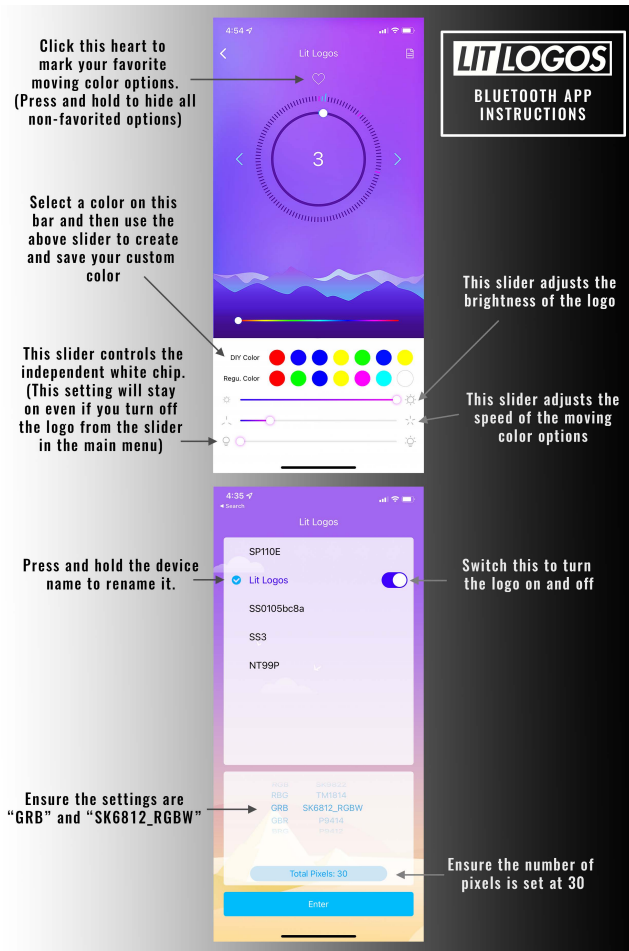 Click this heart to
mark your favorite
moving color options.
(Press and hold to hide all
non-favorited options)
4:54
Lit Logos
LIT LOGOS
BLUETOOTH APP
INSTRUCTIONS
3
Select a color on this
bar and then use the
above slider to create
and save your custom
color
This slider adjusts the
brightness of the logo
This slider controls the
independent white chip.
(This setting will stay
on even if you turn off
the logo from the slider
in the main menu)
DIY Color
Regu. Color
This slider adjusts the
speed of the moving
color options
4:35
Search
Lit Logos
SP110E
Press and hold the device
name to rename it.
Lit Logos
Switch this to turn
the logo on and off
SS0105bc8a
SS3
NT99P
Ensure the settings are
“GRB” and “SK6812_RGBW”
RBG TM1814
GRB SK6812_RGBW
GBR P9414
Total Pixels: 30
Ensure the number of
pixels is set at 30
Enter